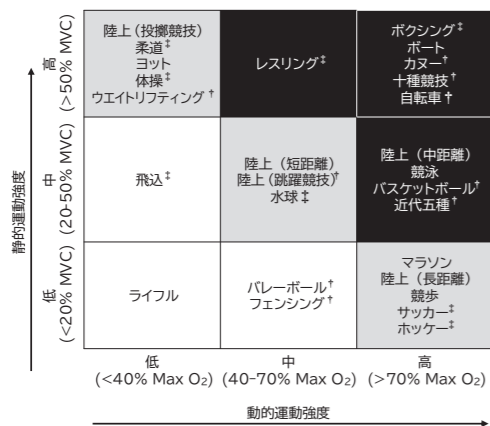 静的運動強度
高
(>50% MVC)
陸上(投擲競技)
柔道‡
ヨット
体操‡
ウエイトリフティング†
レスリング‡
ボクシング‡
ボート
カヌー†
十種競技†
自転車†
中
(20-50% MVC)
飛込‡
陸上(短距離)
陸上(跳躍競技)†
水球‡
陸上(中距離)
競泳
バスケットボール†
近代五種†
低
(<20% MVC)
ライフル
バレーボール†
フェンシング†
マラソン
陸上(長距離)
競歩
サッカー‡
ホッケー‡
低
(<40% Max O₂)
中
(40-70% Max O₂)
高
(>70% Max O₂)
動的運動強度